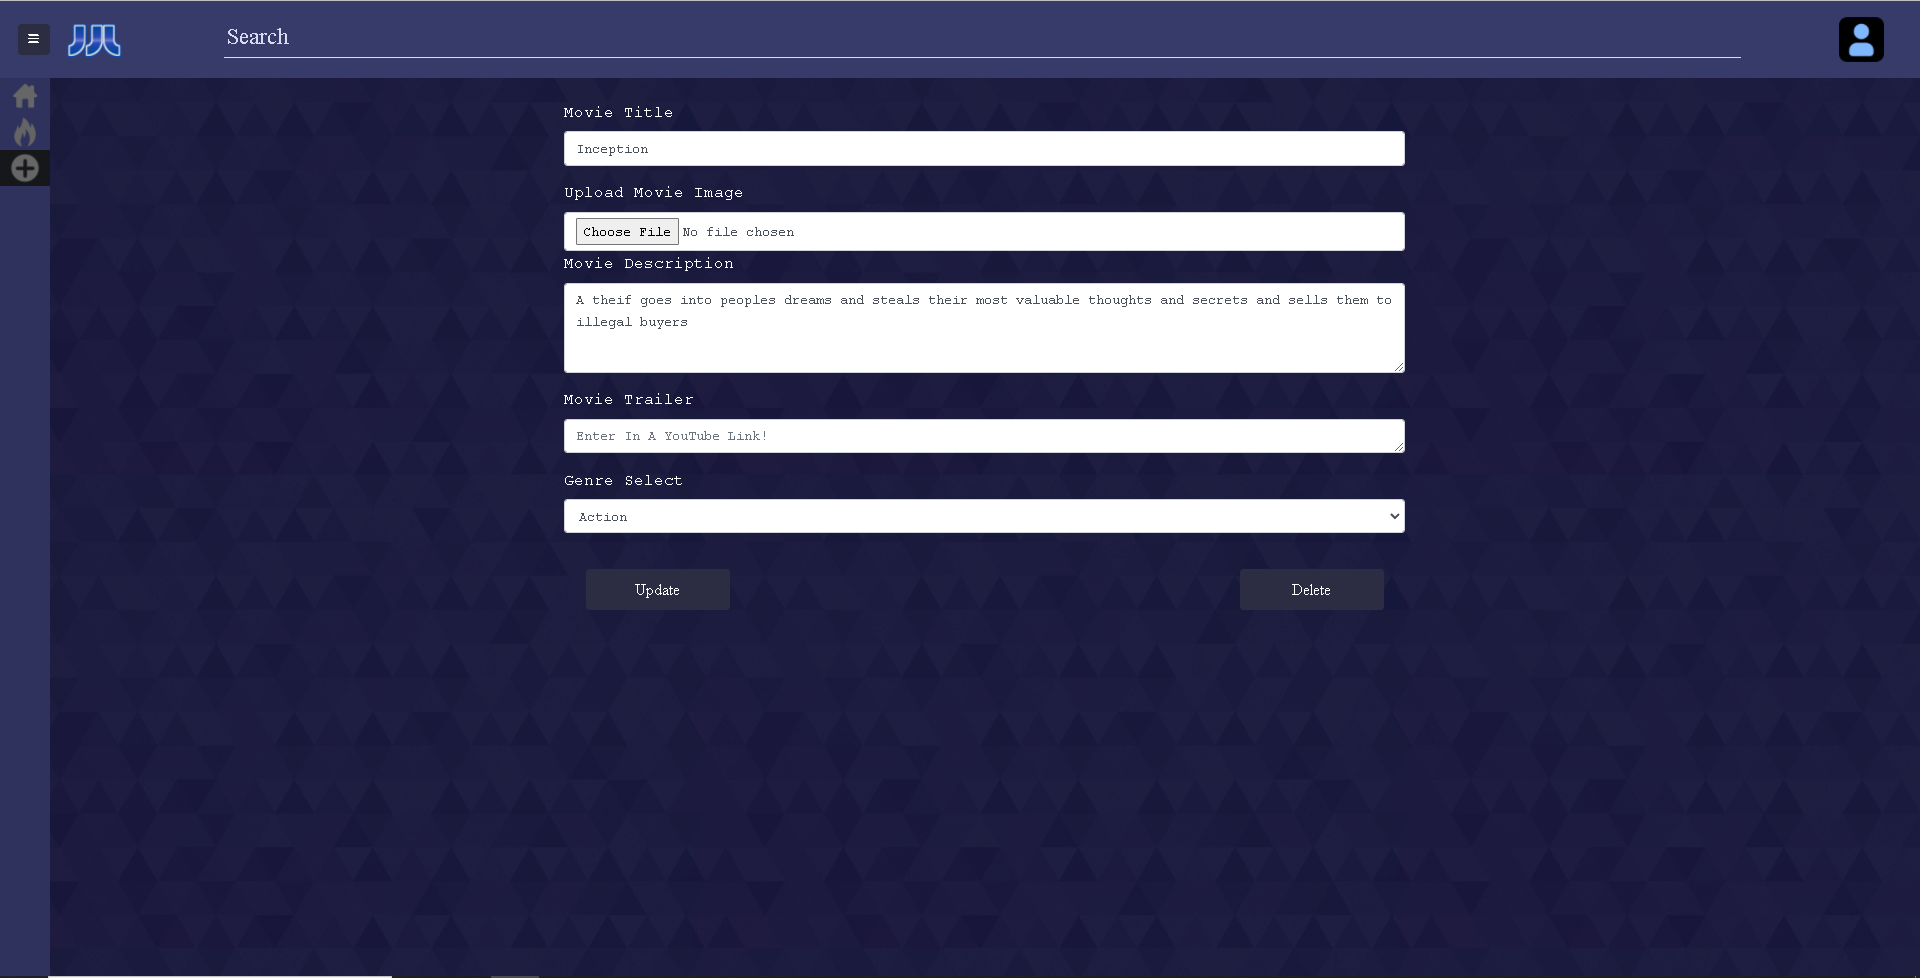 Search
Movie Title
Inception
Upload Movie Image
Choose File No file chosen
Movie Description
A theif goes into peoples dreams and steals their most valuable thoughts and secrets and sells them to
illegal buyers
Movie Trailer
Enter In A YouTube Link!
Genre Select
Action
Update
Delete